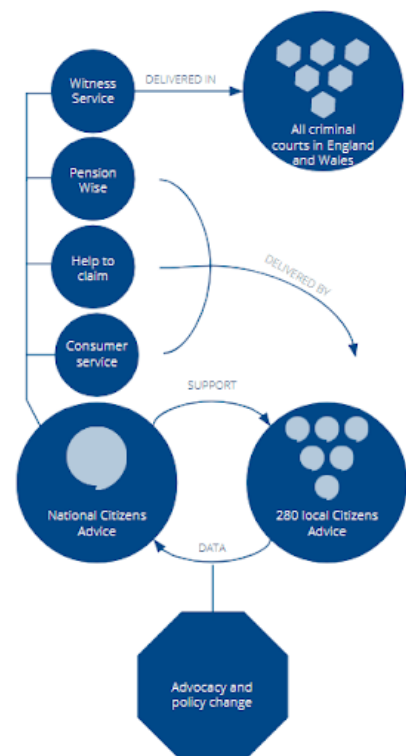 Witness
Service
DELIVERED IN
All criminal
courts in England
and Wales
Pension
Wise
Help to
claim
DELIVERED BY
Consumer
service
SUPPORT
National Citizens
Advice
280 local Citizens
Advice
DATA
Advocacy and
policy change